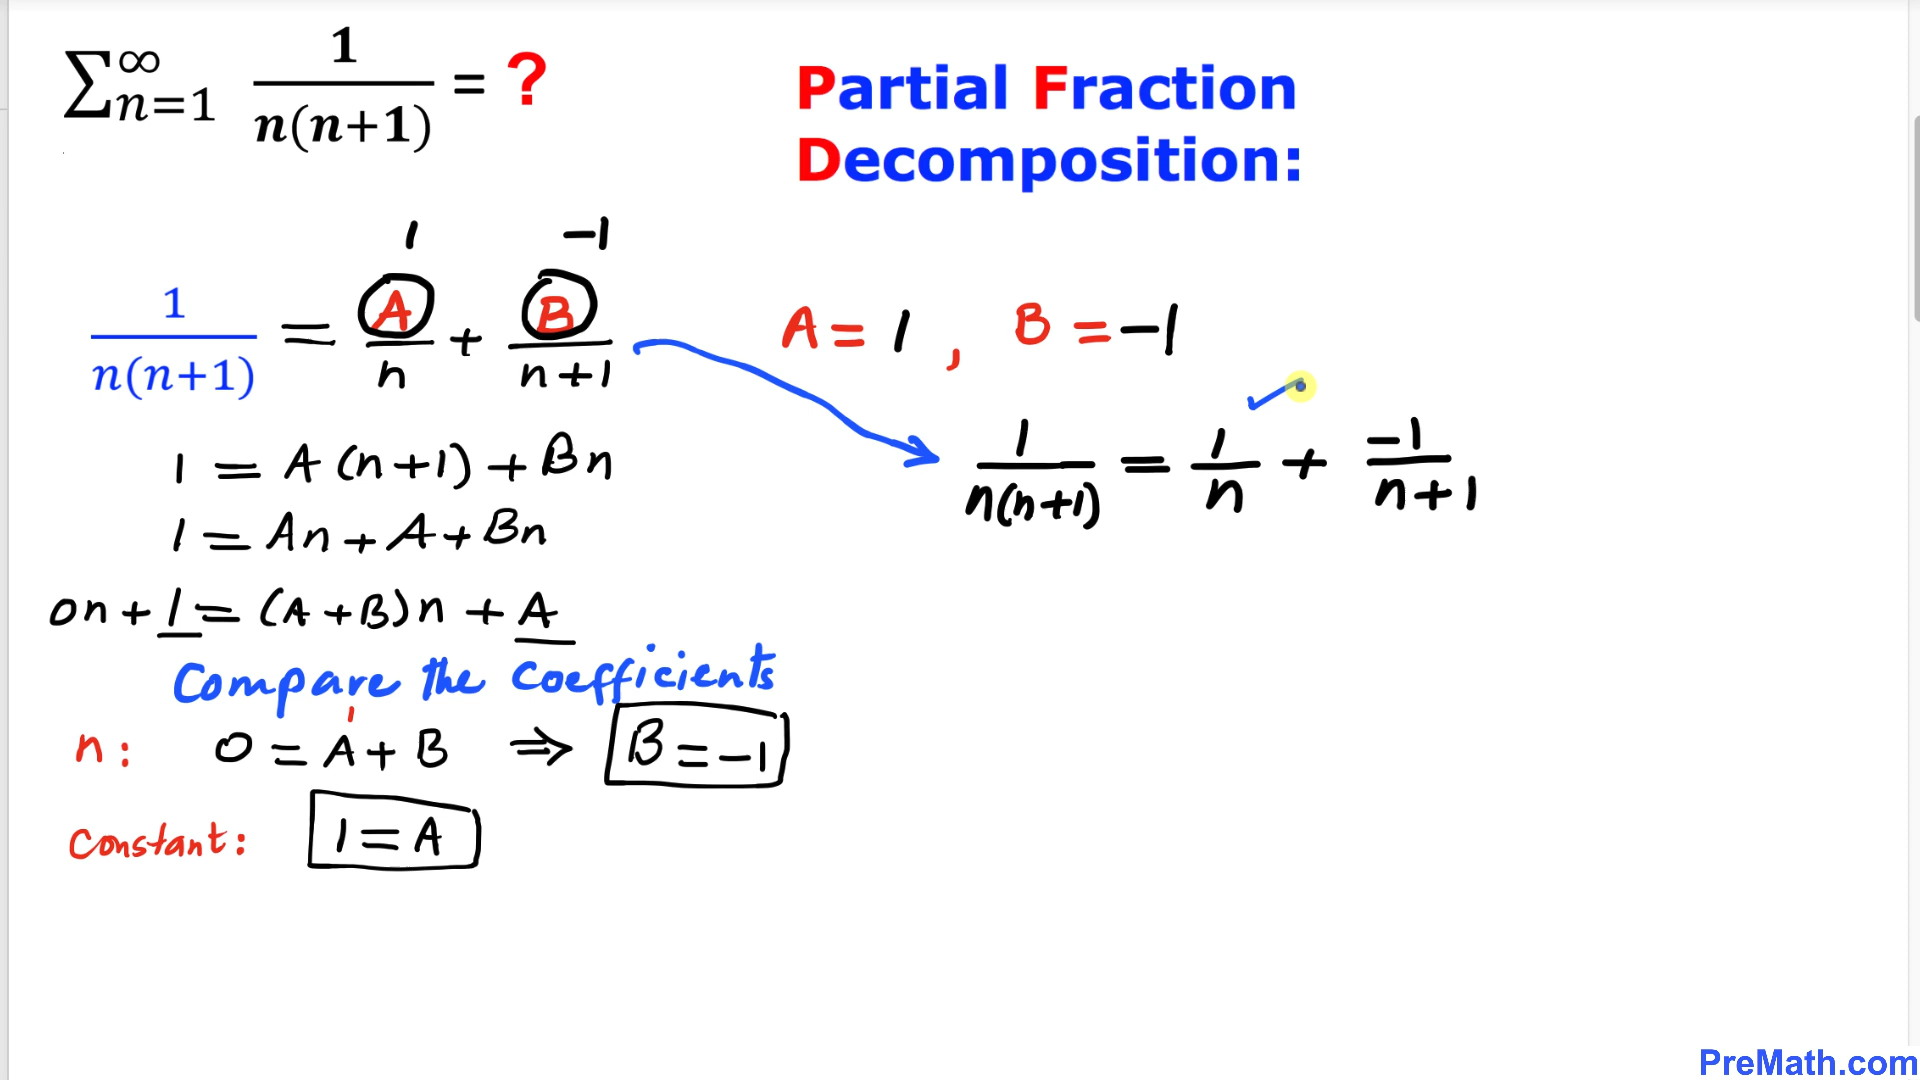 ∑∞n=1 1/n(n+1) = ?
Partial Fraction
Decomposition:
1 -1
1/n(n+1) = A/n + B/n+1
A = 1 , B = -1
1/n(n+1) = 1/n + -1/n+1
1 = A(n+1) + Bn
1 = An + A + Bn
0n + 1 = (A+B)n + A
Compare the coefficients
1
n: 0 = A + B ⇒ B = -1
Constant: 1 = A
PreMath.com